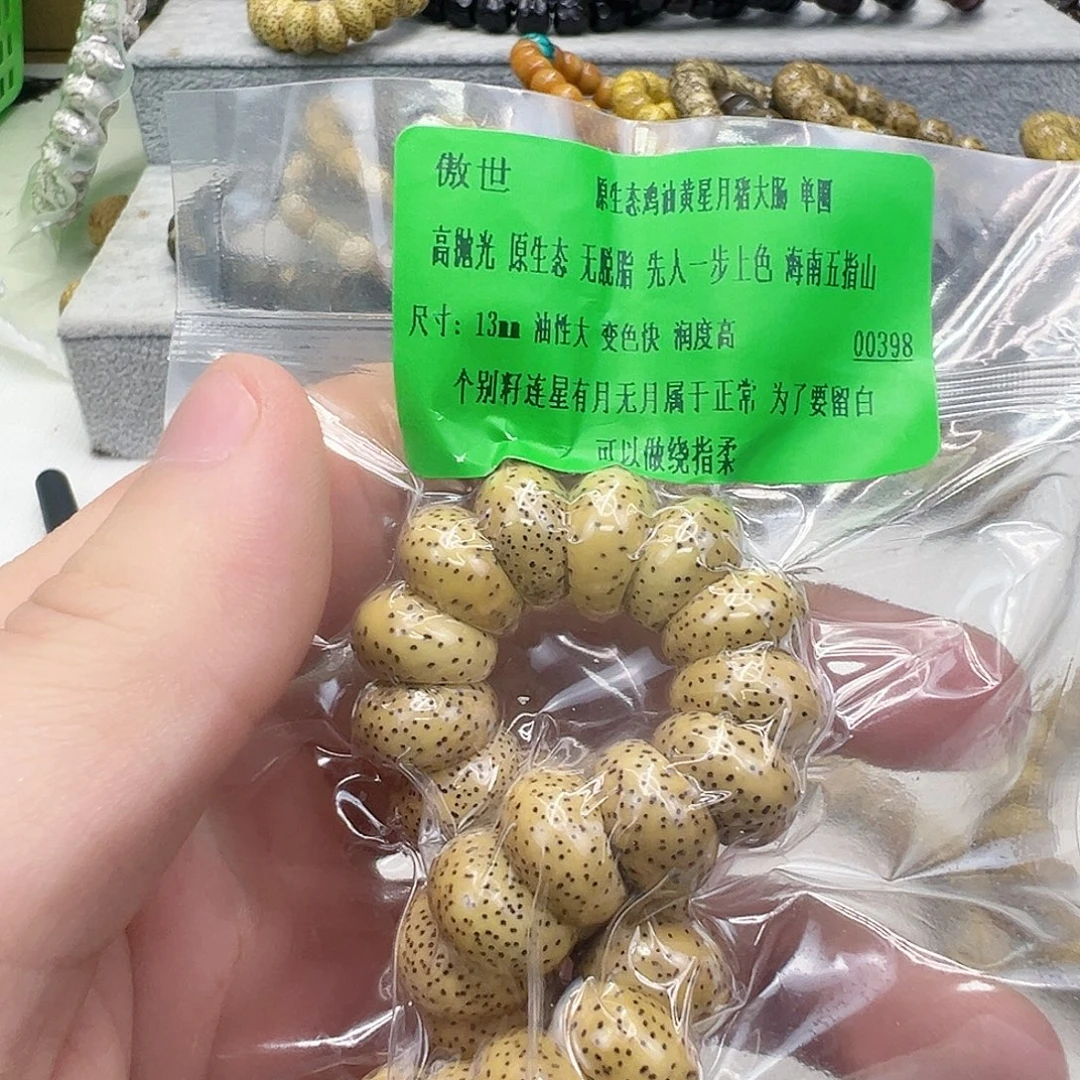 傲世 原生态鸡油黄星月猪大肠 单圈
高抛光 原生态 无脱脂 先人一步上色 海南五指山
尺寸: 13mm 油性大 变色快 润度高 00398
个别籽连星有月无月属于正常 为了要留白
可以做绕指柔